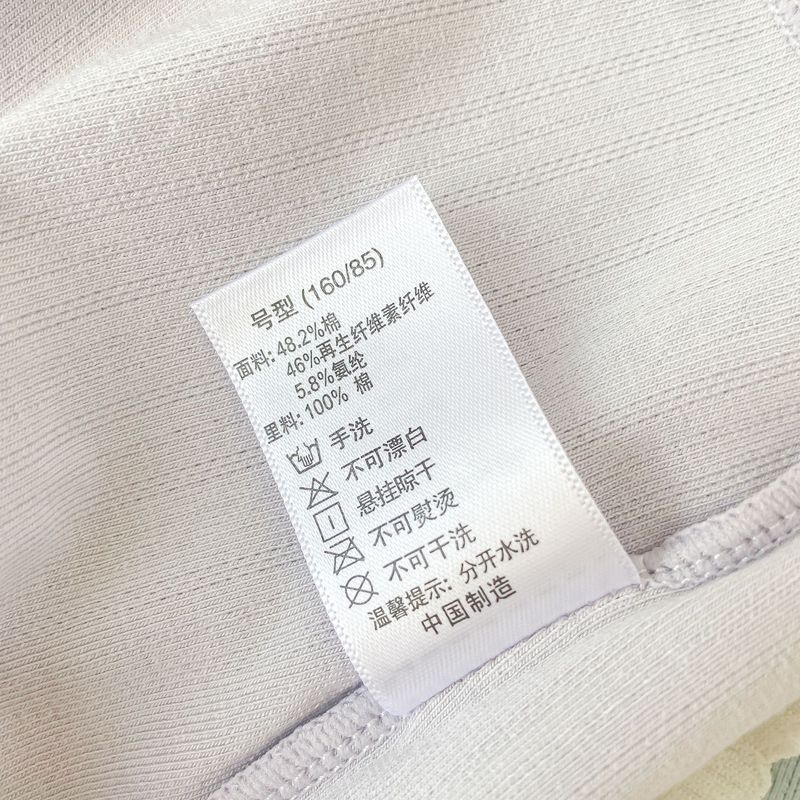 号型 (160/85)
面料: 48.2%棉
46%再生纤维素纤维
5.8%氨纶
里料: 100% 棉
手洗
不可漂白
悬挂晾干
不可熨烫
不可干洗
温馨提示: 分开水洗
中国制造